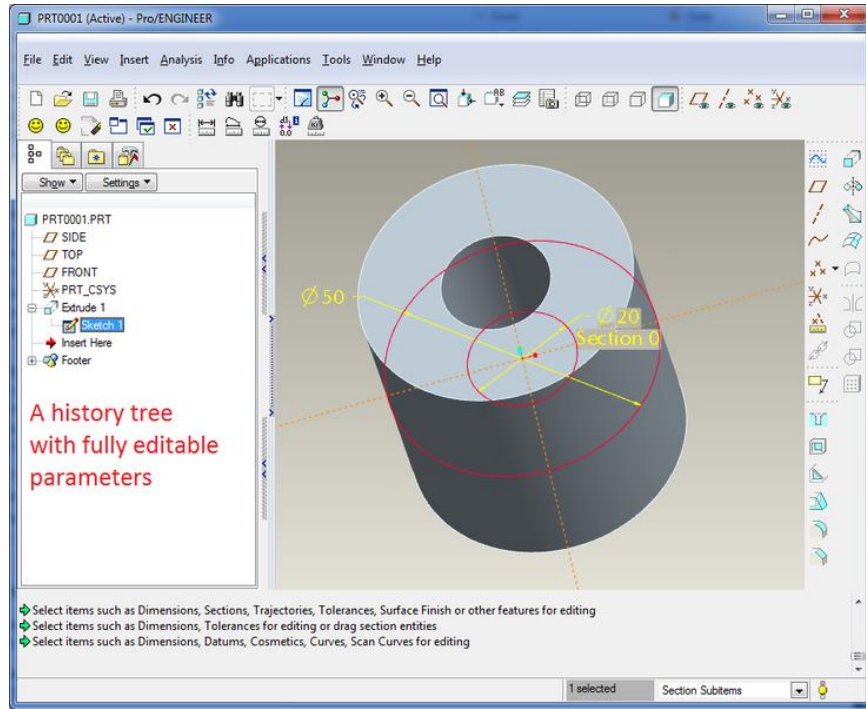 PRT0001 (Active) - Pro/ENGINEER
File Edit View Insert Analysis Info Applications Tools Window Help
Show Settings
PRT0001.PRT
SIDE
TOP
FRONT
PRT_CSYS
Extrude 1
Sketch 1
Insert Here
Footer
A history tree
with fully editable
parameters
Ø50
Ø20
Section 0
Select items such as Dimensions, Sections, Trajectories, Tolerances, Surface Finish or other features for editing
Select items such as Dimensions, Tolerances for editing or drag section entities
Select items such as Dimensions, Datums, Cosmetics, Curves, Scan Curves for editing
1 selected Section Subitems